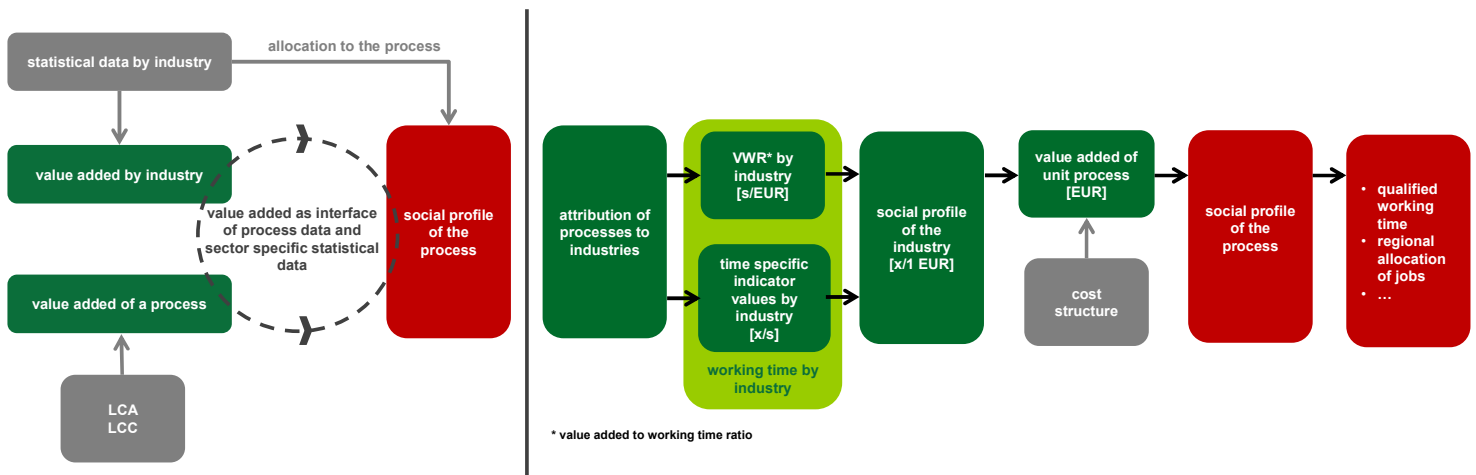 allocation to the process
statistical data by industry
value added by industry
value added as interface
of process data and
sector specific statistical
data
value added of a process
LCA
LCC
social profile
of the
process
attribution of
processes to
industries
VWR* by
industry
[s/EUR]
time specific
indicator
values by
industry
[x/s]
working time by
industry
social profile
of the
industry
[x/1 EUR]
value added of
unit process
[EUR]
cost
structure
social profile
of the
process
• qualified
working
time
• regional
allocation
of jobs
• …
* value added to working time ratio